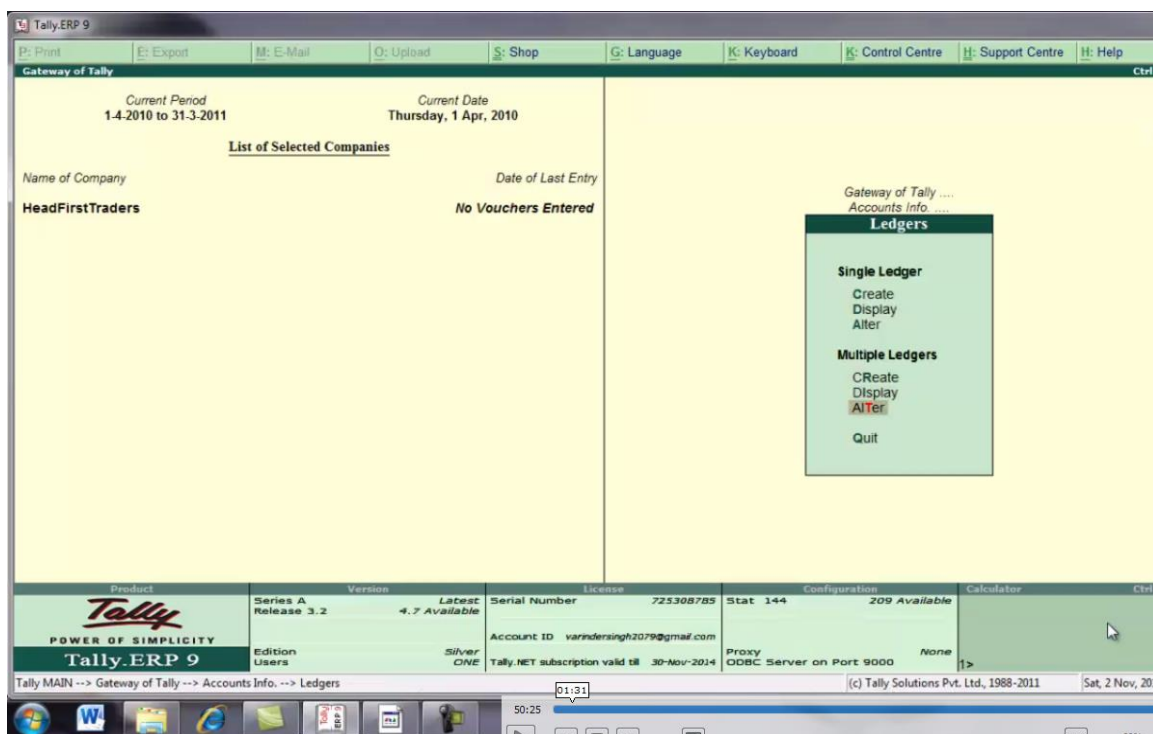 Tally.ERP 9
P: Print E: Export M: E-Mail O: Upload S: Shop G: Language K: Keyboard K: Control Centre H: Support Centre H: Help
Gateway of Tally Ctrl
Current Period Current Date
1-4-2010 to 31-3-2011 Thursday, 1 Apr, 2010
List of Selected Companies
Name of Company Date of Last Entry
HeadFirstTraders No Vouchers Entered
Gateway of Tally ....
Accounts Info. ....
Ledgers
Single Ledger
Create
Display
Alter
Multiple Ledgers
CReate
DIsplay
AlTer
Quit
Product Version License Configuration Calculator Ctrl
Tally
POWER OF SIMPLICITY
Tally.ERP 9
Series A Latest
Release 3.2 4.7 Available
Edition Silver
Users ONE
Serial Number 725308785
Account ID varindersingh2079@gmail.com
Tally.NET subscription valid till 30-Nov-2014
Stat 144 209 Available
Proxy None
ODBC Server on Port 9000
1>
Tally MAIN --> Gateway of Tally --> Accounts Info. --> Ledgers (c) Tally Solutions Pvt. Ltd., 1988-2011 Sat, 2 Nov, 20
01:31
50:25